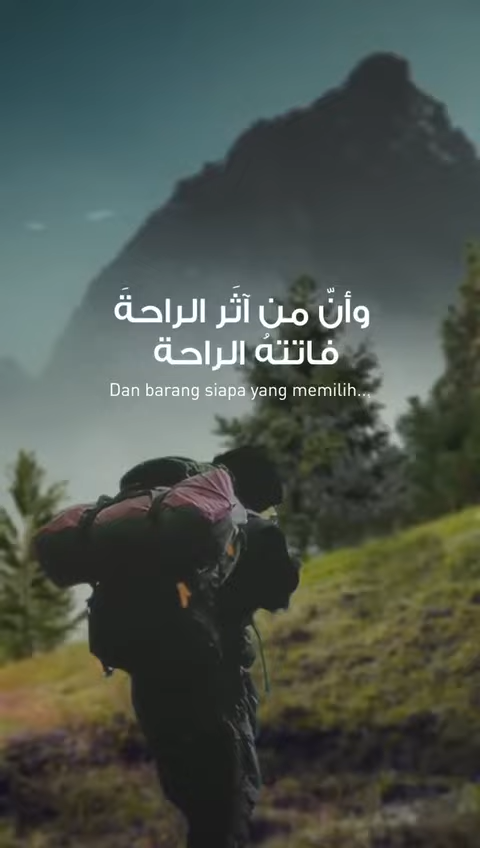 وأنّ من آثَر الراحةَ
فاتتهُ الراحة
Dan barang siapa yang memilih...